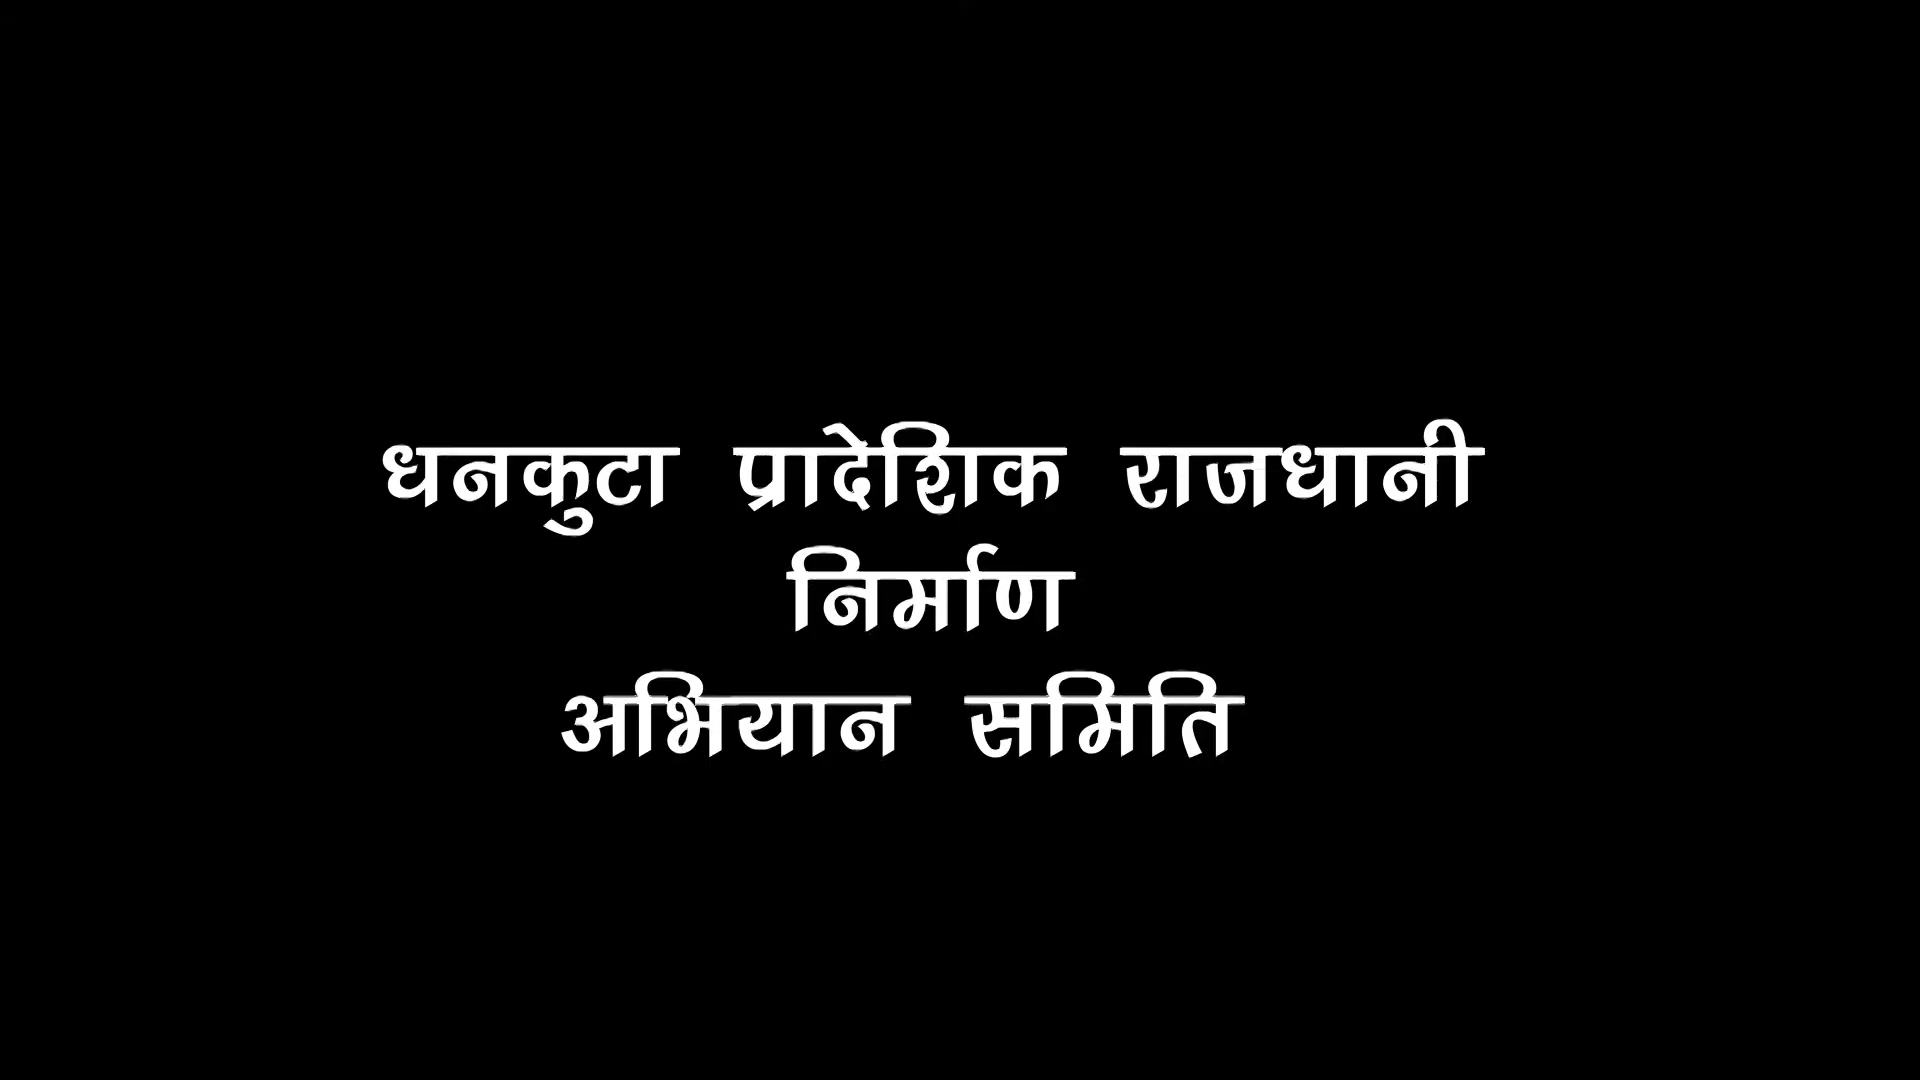 धनकुटा प्रादेशिक राजधानी
निर्माण
अभियान समिति